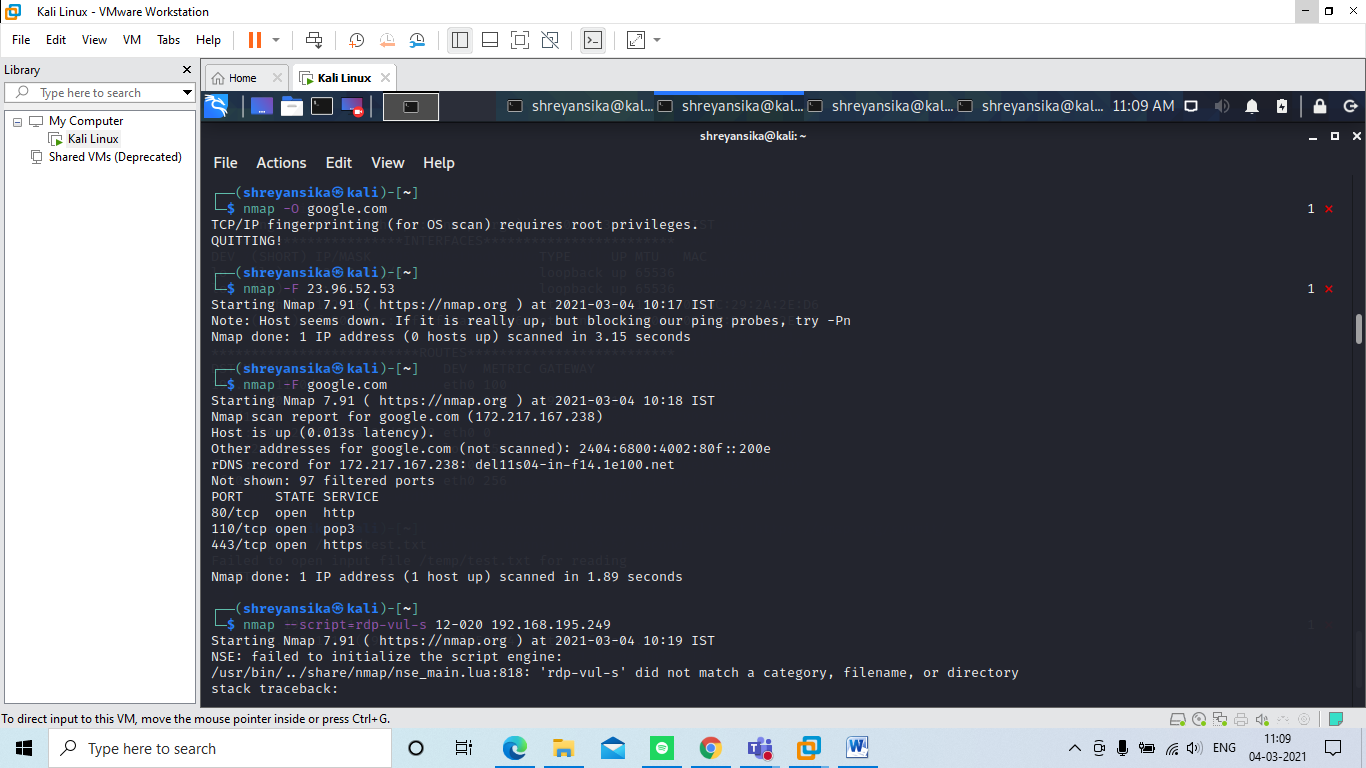 Kali Linux - VMware Workstation
File Edit View VM Tabs Help
Library
Type here to search
My Computer
Kali Linux
Shared VMs (Deprecated)
Home
Kali Linux
shreyansika@kal... shreyansika@kal... shreyansika@kal... shreyansika@kal... 11:09 AM
shreyansika@kali: ~
File Actions Edit View Help
┌──(shreyansika㉿kali)-[~]
└─$ nmap -O google.com 1 ⨯
TCP/IP fingerprinting (for OS scan) requires root privileges.
QUITTING!
┌──(shreyansika㉿kali)-[~]
└─$ nmap -F 23.96.52.53 1 ⨯
Starting Nmap 7.91 ( https://nmap.org ) at 2021-03-04 10:17 IST
Note: Host seems down. If it is really up, but blocking our ping probes, try -Pn
Nmap done: 1 IP address (0 hosts up) scanned in 3.15 seconds
┌──(shreyansika㉿kali)-[~]
└─$ nmap -F google.com
Starting Nmap 7.91 ( https://nmap.org ) at 2021-03-04 10:18 IST
Nmap scan report for google.com (172.217.167.238)
Host is up (0.013s latency).
Other addresses for google.com (not scanned): 2404:6800:4002:80f::200e
rDNS record for 172.217.167.238: del11s04-in-f14.1e100.net
Not shown: 97 filtered ports
PORT    STATE SERVICE
80/tcp  open  http
110/tcp open  pop3
443/tcp open  https
Nmap done: 1 IP address (1 host up) scanned in 1.89 seconds
┌──(shreyansika㉿kali)-[~]
└─$ nmap --script=rdp-vul-s 12-020 192.168.195.249
Starting Nmap 7.91 ( https://nmap.org ) at 2021-03-04 10:19 IST
NSE: failed to initialize the script engine:
/usr/bin/../share/nmap/nse_main.lua:818: 'rdp-vul-s' did not match a category, filename, or directory
stack traceback:
To direct input to this VM, move the mouse pointer inside or press Ctrl+G.
Type here to search
ENG
11:09
04-03-2021